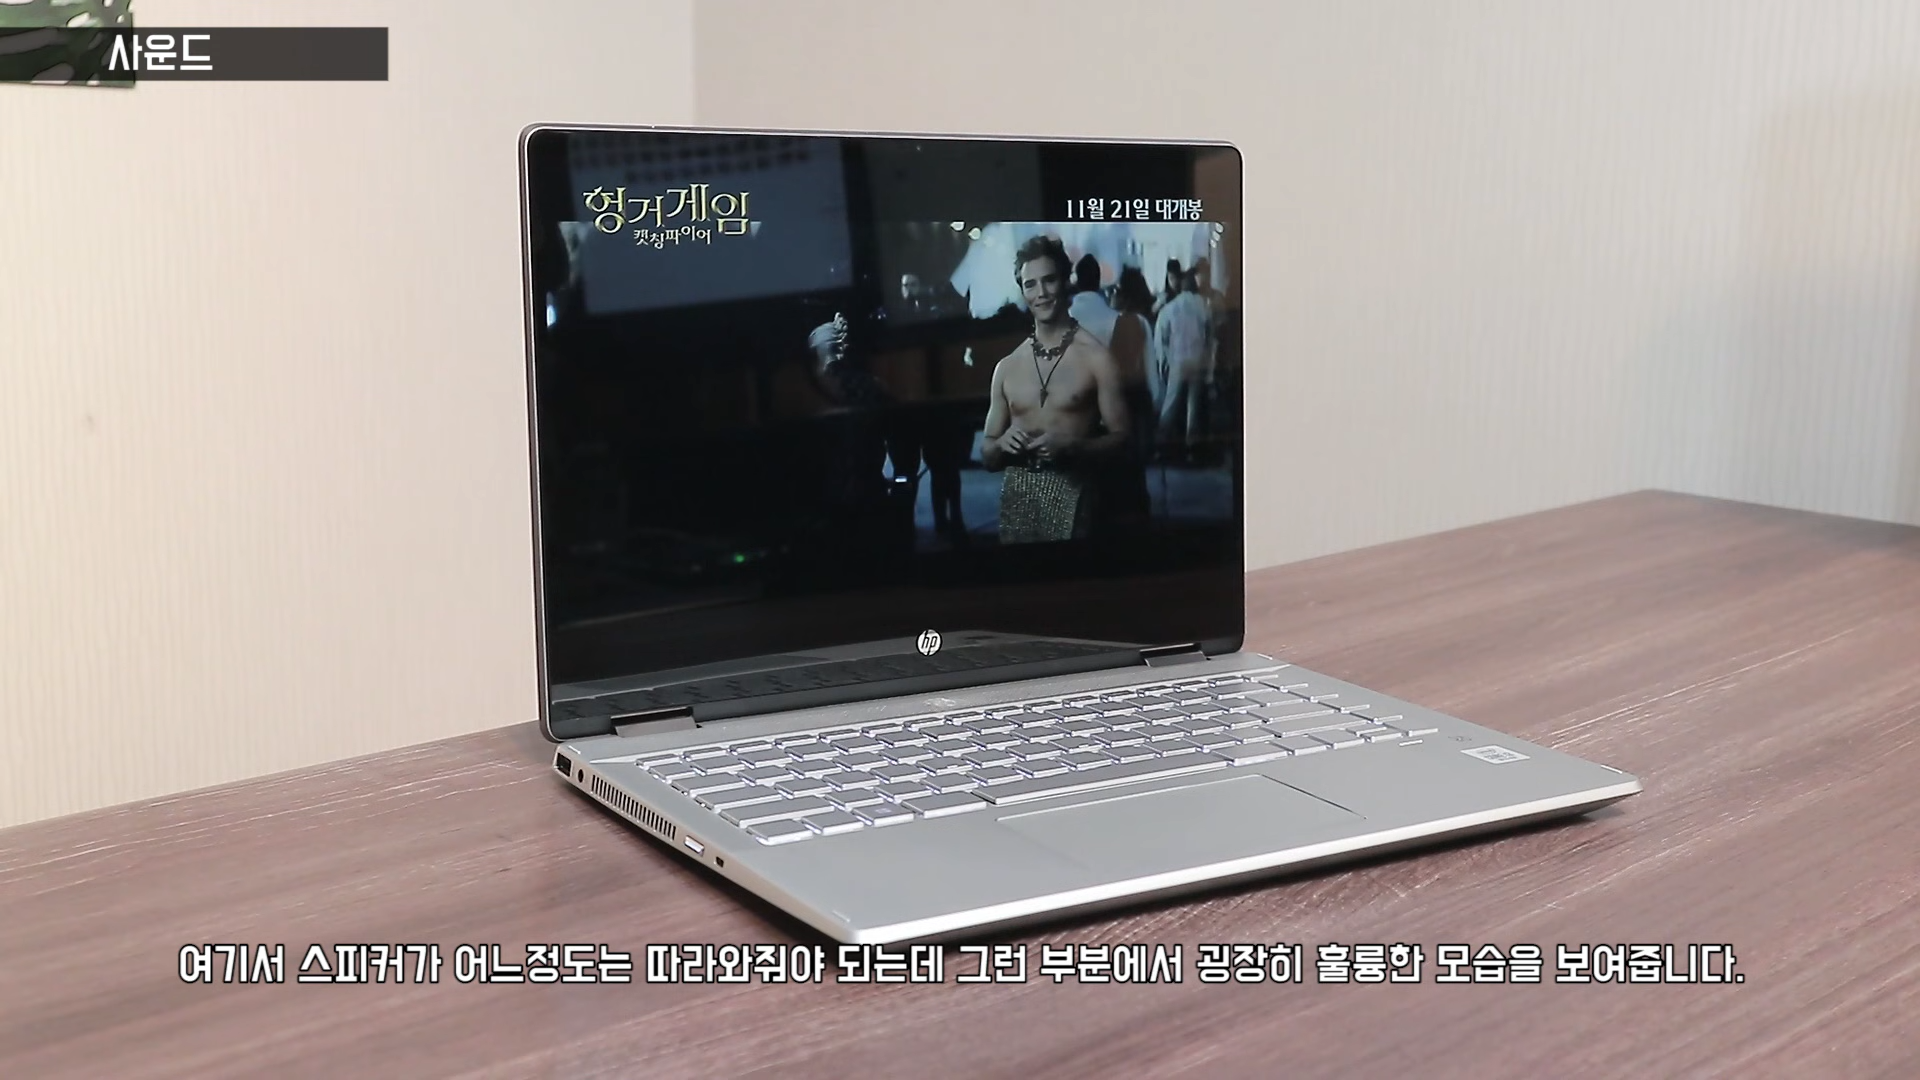 사운드
헝거게임
캣칭파이어
11월 21일 대개봉
hp
여기서 스피커가 어느정도는 따라와줘야 되는데 그런 부분에서 굉장히 훌륭한 모습을 보여줍니다.